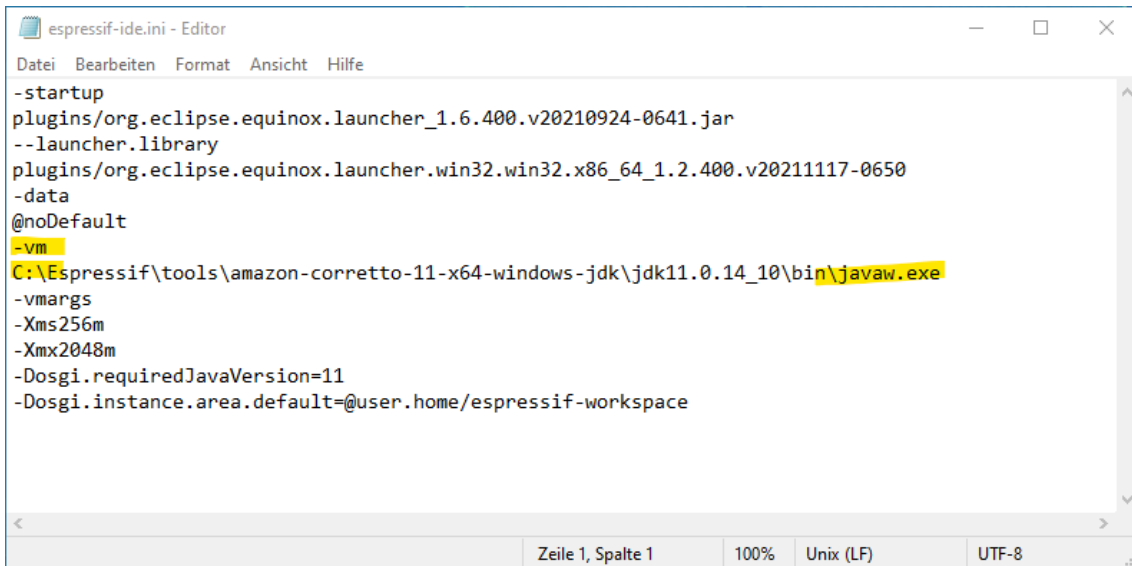 espressif-ide.ini - Editor
Datei Bearbeiten Format Ansicht Hilfe
-startup
plugins/org.eclipse.equinox.launcher_1.6.400.v20210924-0641.jar
--launcher.library
plugins/org.eclipse.equinox.launcher.win32.win32.x86_64_1.2.400.v20211117-0650
-data
@noDefault
-vm
C:\Espressif\tools\amazon-corretto-11-x64-windows-jdk\jdk11.0.14_10\bin\javaw.exe
-vmargs
-Xms256m
-Xmx2048m
-Dosgi.requiredJavaVersion=11
-Dosgi.instance.area.default=@user.home/espressif-workspace
Zeile 1, Spalte 1 100% Unix (LF) UTF-8